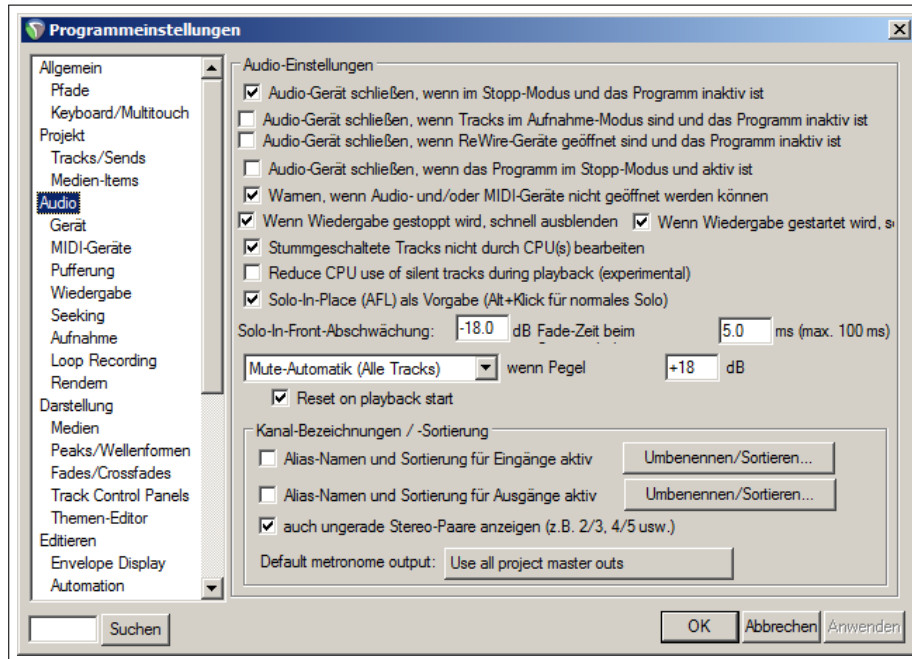 Programmeinstellungen
Allgemein
Pfade
Keyboard/Multitouch
Projekt
Tracks/Sends
Medien-Items
Audio
Gerät
MIDI-Geräte
Pufferung
Wiedergabe
Seeking
Aufnahme
Loop Recording
Rendern
Darstellung
Medien
Peaks/Wellenformen
Fades/Crossfades
Track Control Panels
Themen-Editor
Editieren
Envelope Display
Automation
Suchen
Audio-Einstellungen
Audio-Gerät schließen, wenn im Stopp-Modus und das Programm inaktiv ist
Audio-Gerät schließen, wenn Tracks im Aufnahme-Modus sind und das Programm inaktiv ist
Audio-Gerät schließen, wenn ReWire-Geräte geöffnet sind und das Programm inaktiv ist
Audio-Gerät schließen, wenn das Programm im Stopp-Modus und aktiv ist
Warnen, wenn Audio- und/oder MIDI-Geräte nicht geöffnet werden können
Wenn Wiedergabe gestoppt wird, schnell ausblenden Wenn Wiedergabe gestartet wird,
Stummgeschaltete Tracks nicht durch CPU(s) bearbeiten
Reduce CPU use of silent tracks during playback (experimental)
Solo-In-Place (AFL) als Vorgabe (Alt+Klick für normales Solo)
Solo-In-Front-Abschwächung: -18.0 dB Fade-Zeit beim 5.0 ms (max. 100 ms)
Mute-Automatik (Alle Tracks) wenn Pegel +18 dB
Reset on playback start
Kanal-Bezeichnungen / -Sortierung
Alias-Namen und Sortierung für Eingänge aktiv Umbenennen/Sortieren...
Alias-Namen und Sortierung für Ausgänge aktiv Umbenennen/Sortieren...
auch ungerade Stereo-Paare anzeigen (z.B. 2/3, 4/5 usw.)
Default metronome output: Use all project master outs
OK Abbrechen Anwenden